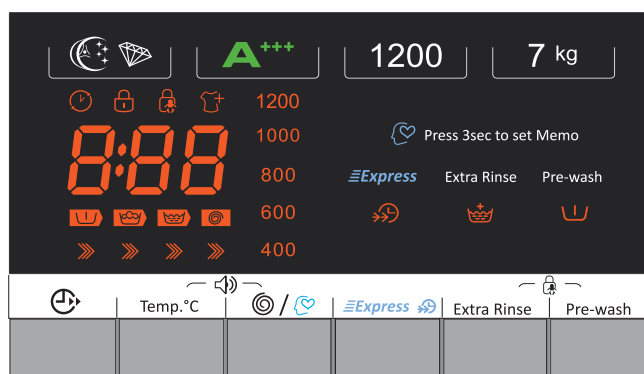 A+++
1200
7 kg
1200
8:88
1000
800
600
400
Press 3sec to set Memo
Express
Extra Rinse
Pre-wash
Temp.°C
/
Express
Extra Rinse
Pre-wash